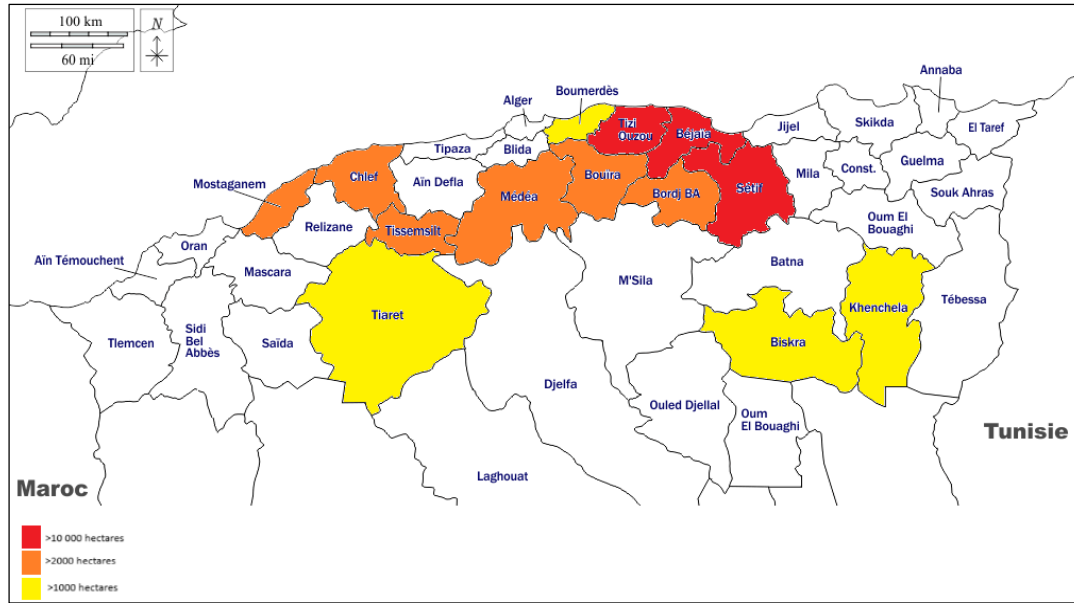 100 km
60 mi
N
Annaba
Boumerdès
Alger
Tizi
Ouzou
Béjaïa
Jijel
Skikda
El Taref
Tipaza
Blida
Guelma
Mostaganem
Chlef
Aïn Defla
Médéa
Bouira
Bordj BA
Sétif
Mila
Const.
Souk Ahras
Relizane
Tissemsilt
Oum El
Bouaghi
Oran
Aïn Témouchent
Mascara
M'Sila
Batna
Tiaret
Khenchela
Tébessa
Tlemcen
Sidi
Bel
Abbès
Saïda
Biskra
Djelfa
Ouled Djellal
Oum
El Bouaghi
Tunisie
Laghouat
Maroc
>10 000 hectares
>2000 hectares
>1000 hectares